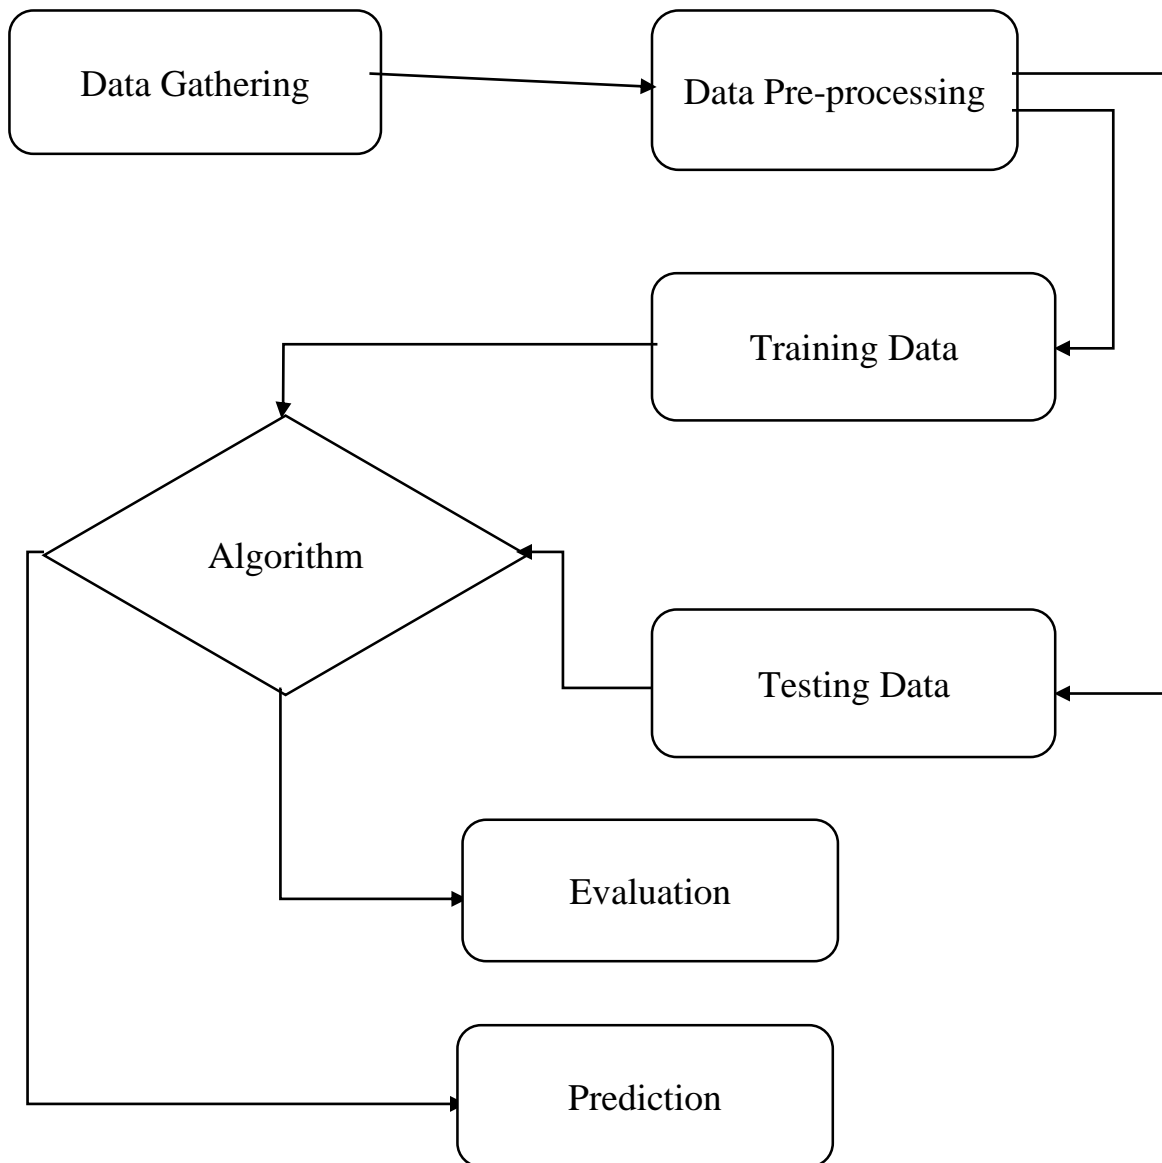 Data Gathering
Data Pre-processing
Training Data
Algorithm
Testing Data
Evaluation
Prediction